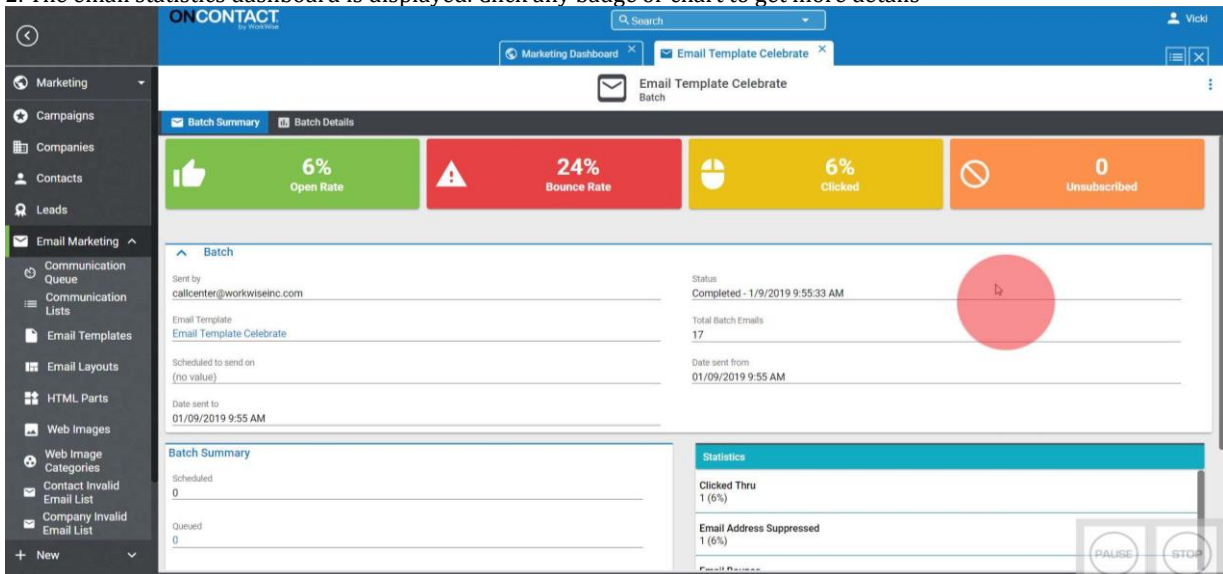 2. The email statistics dashboard is displayed. Click any badge or chart to get more details
ONCONTACT
by WorkWise
Search
Vicki
Marketing Dashboard
Email Template Celebrate
Marketing
Campaigns
Companies
Contacts
Leads
Email Marketing
Communication
Queue
Communication
Lists
Email Templates
Email Layouts
HTML Parts
Web Images
Web Image
Categories
Contact Invalid
Email List
Company Invalid
Email List
+ New
Email Template Celebrate
Batch
Batch Summary
Batch Details
6%
Open Rate
24%
Bounce Rate
6%
Clicked
0
Unsubscribed
Batch
Sent by
callcenter@workwiseinc.com
Status
Completed - 1/9/2019 9:55:33 AM
Email Template
Email Template Celebrate
Total Batch Emails
17
Scheduled to send on
(no value)
Date sent from
01/09/2019 9:55 AM
Date sent to
01/09/2019 9:55 AM
Batch Summary
Scheduled
0
Queued
0
Statistics
Clicked Thru
1 (6%)
Email Address Suppressed
1 (6%)
Email Bounce
PAUSE
STOP